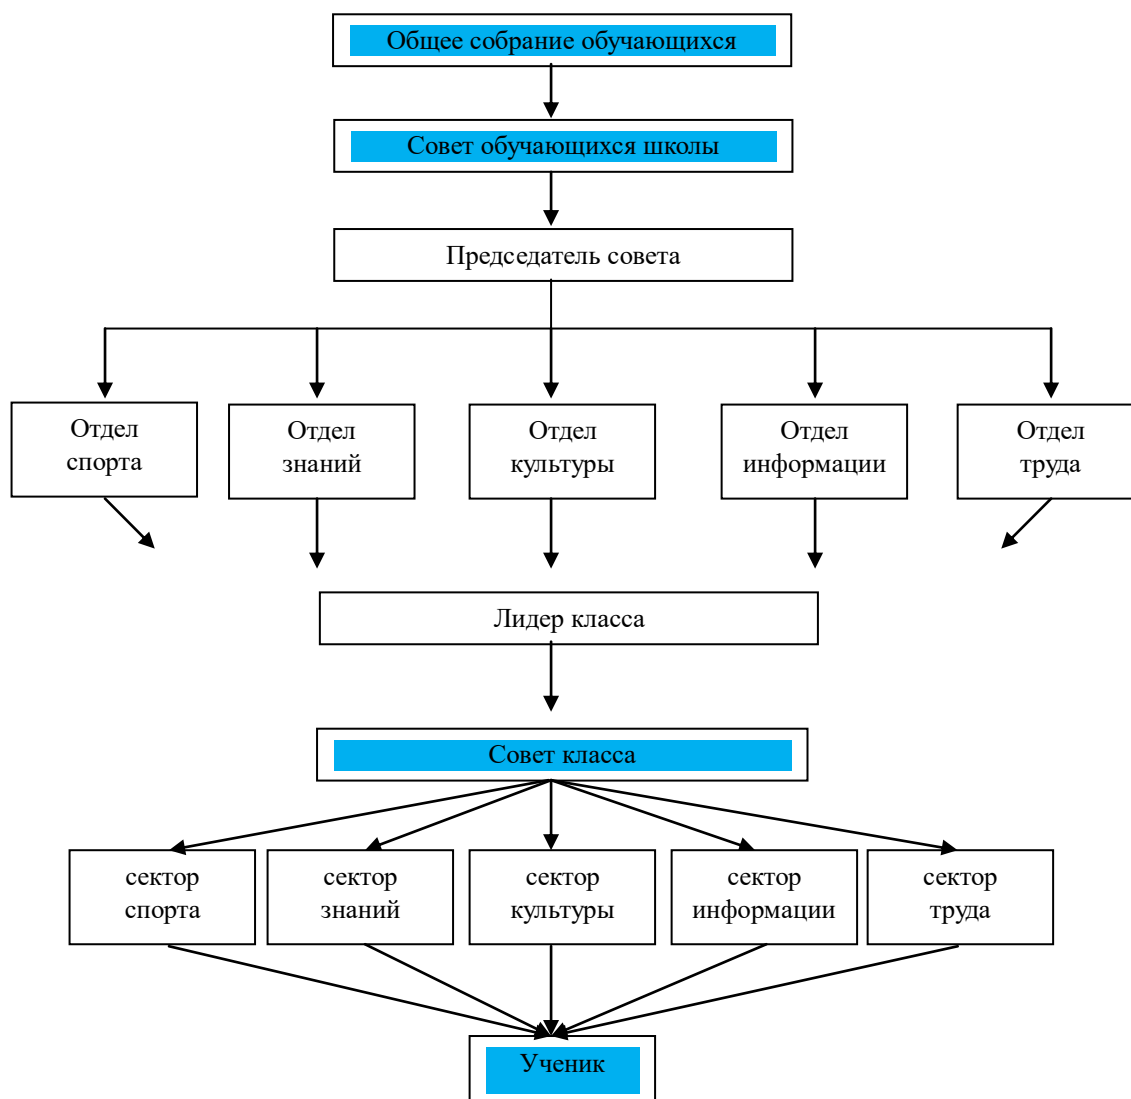 Общее собрание обучающихся
Совет обучающихся школы
Председатель совета
Отдел
спорта
Отдел
знаний
Отдел
культуры
Отдел
информации
Отдел
труда
Лидер класса
Совет класса
сектор
спорта
сектор
знаний
сектор
культуры
сектор
информации
сектор
труда
Ученик